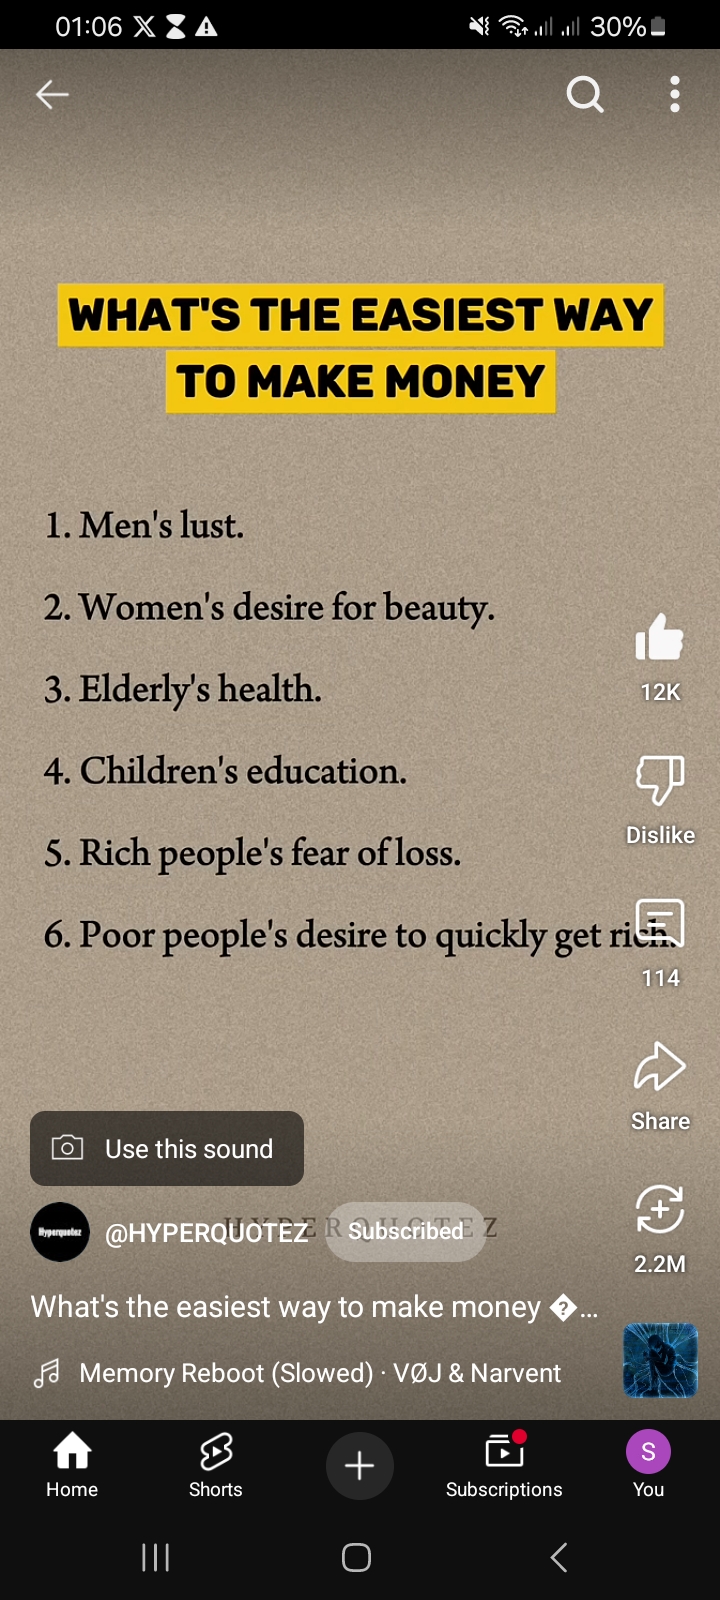 01:06 30%
WHAT'S THE EASIEST WAY
TO MAKE MONEY
1. Men's lust.
2. Women's desire for beauty.
3. Elderly's health.
4. Children's education.
5. Rich people's fear of loss.
6. Poor people's desire to quickly get rich.
12K
Dislike
114
Share
2.2M
Use this sound
HYPERQUOTEZ
Hyperquotez @HYPERQUOTEZ Subscribed
What's the easiest way to make money �...
Memory Reboot (Slowed) · VØJ & Narvent
Home Shorts Subscriptions S You